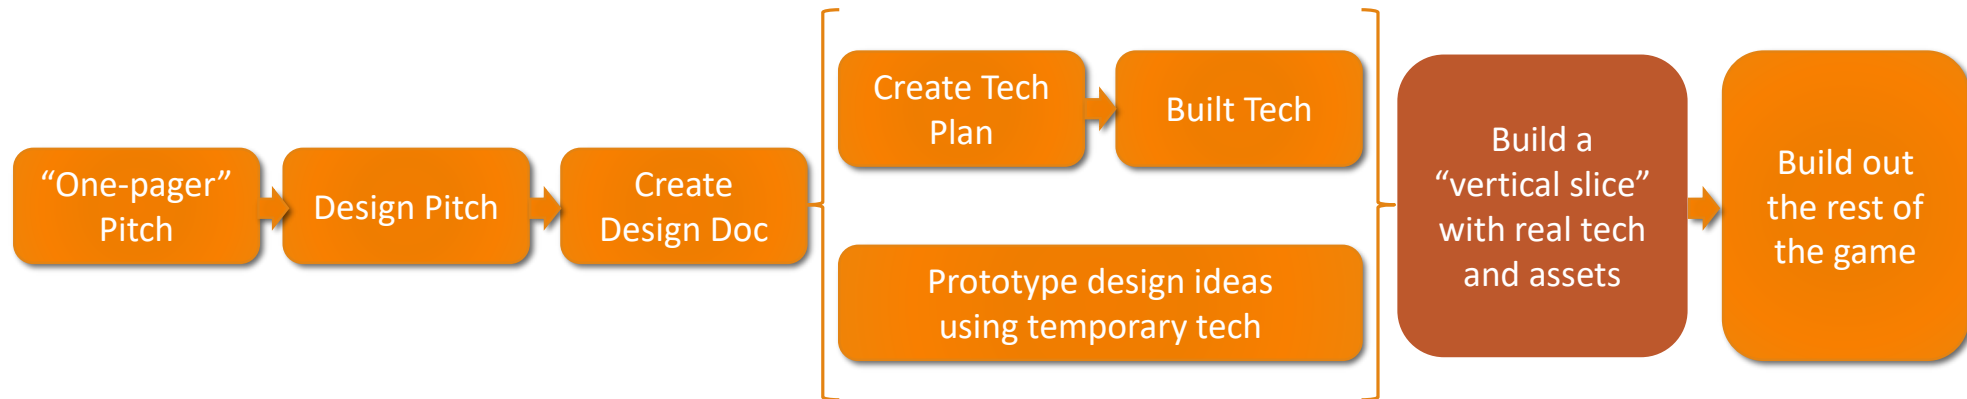 “One-pager”
Pitch
Design Pitch
Create
Design Doc
Create Tech
Plan
Built Tech
Prototype design ideas
using temporary tech
Build a
“vertical slice”
with real tech
and assets
Build out
the rest of
the game